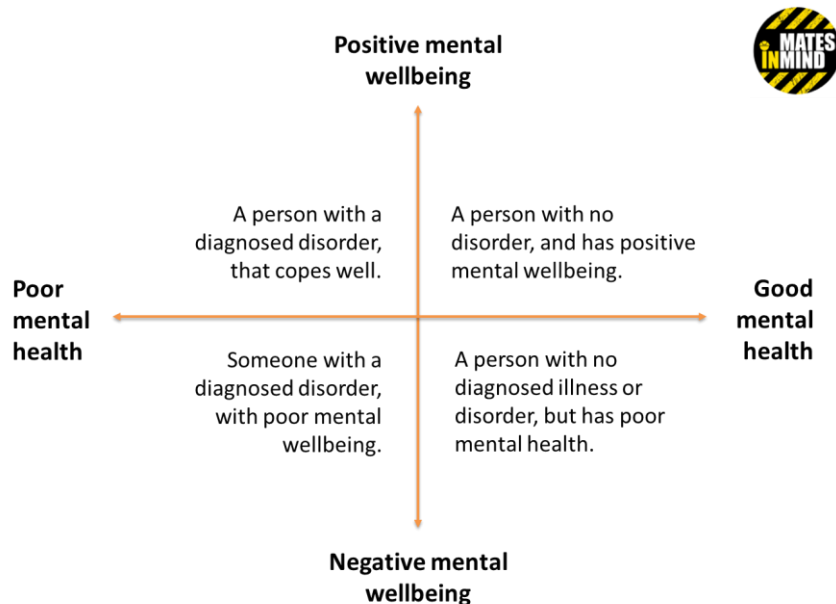 Positive mental
wellbeing
MATES
INMIND
A person with a
diagnosed disorder,
that copes well.
A person with no
disorder, and has positive
mental wellbeing.
Poor
mental
health
Good
mental
health
Someone with a
diagnosed disorder,
with poor mental
wellbeing.
A person with no
diagnosed illness or
disorder, but has poor
mental health.
Negative mental
wellbeing